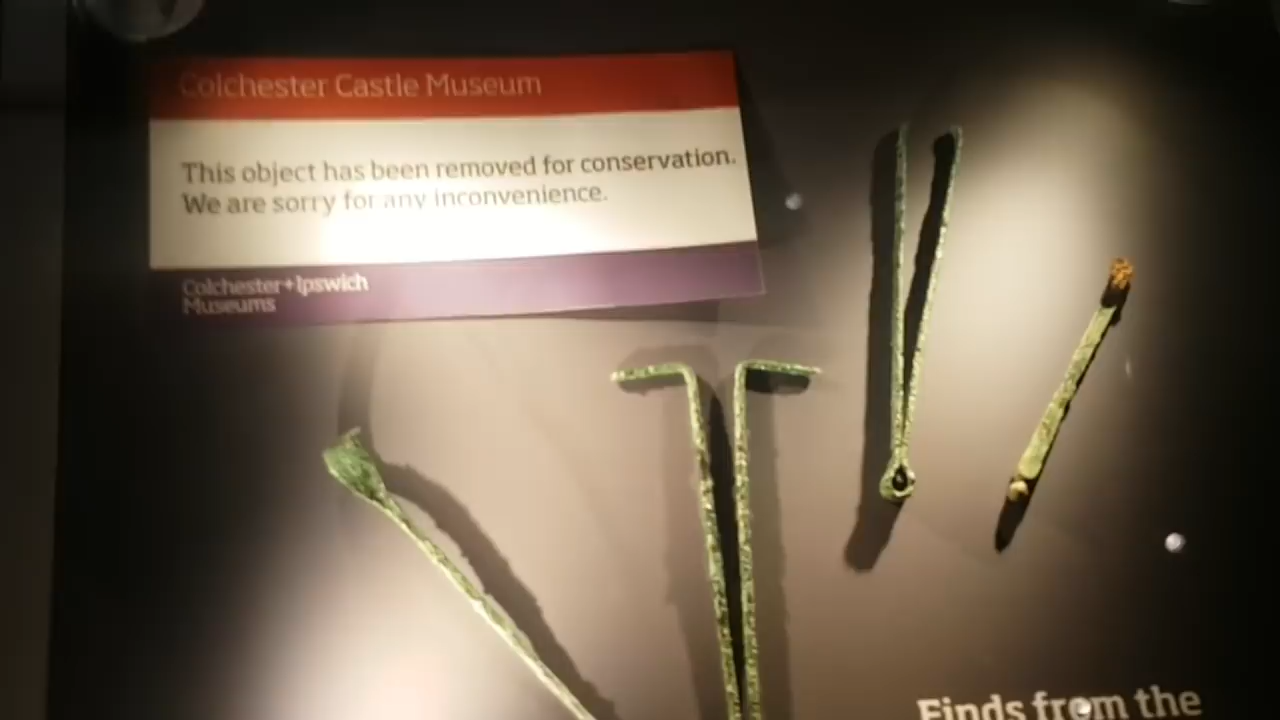 Colchester Castle Museum
This object has been removed for conservation.
We are sorry for any inconvenience.
Colchester+Ipswich
Museums
Finds from the